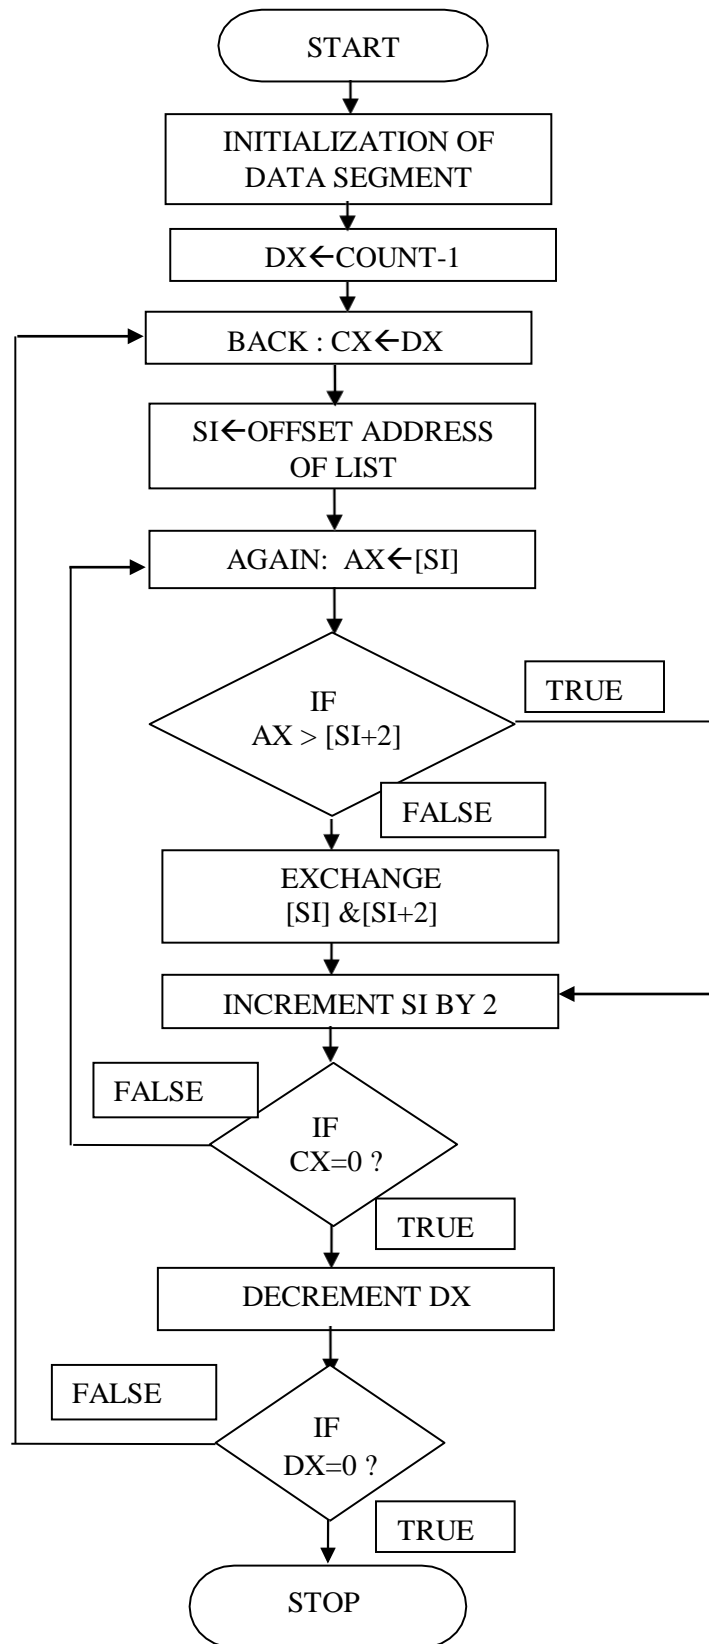 START
INITIALIZATION OF
DATA SEGMENT
DX←COUNT-1
BACK : CX←DX
SI←OFFSET ADDRESS
OF LIST
AGAIN: AX←[SI]
TRUE
IF
AX > [SI+2]
FALSE
EXCHANGE
[SI] &[SI+2]
INCREMENT SI BY 2
FALSE
IF
CX=0 ?
TRUE
DECREMENT DX
FALSE
IF
DX=0 ?
TRUE
STOP